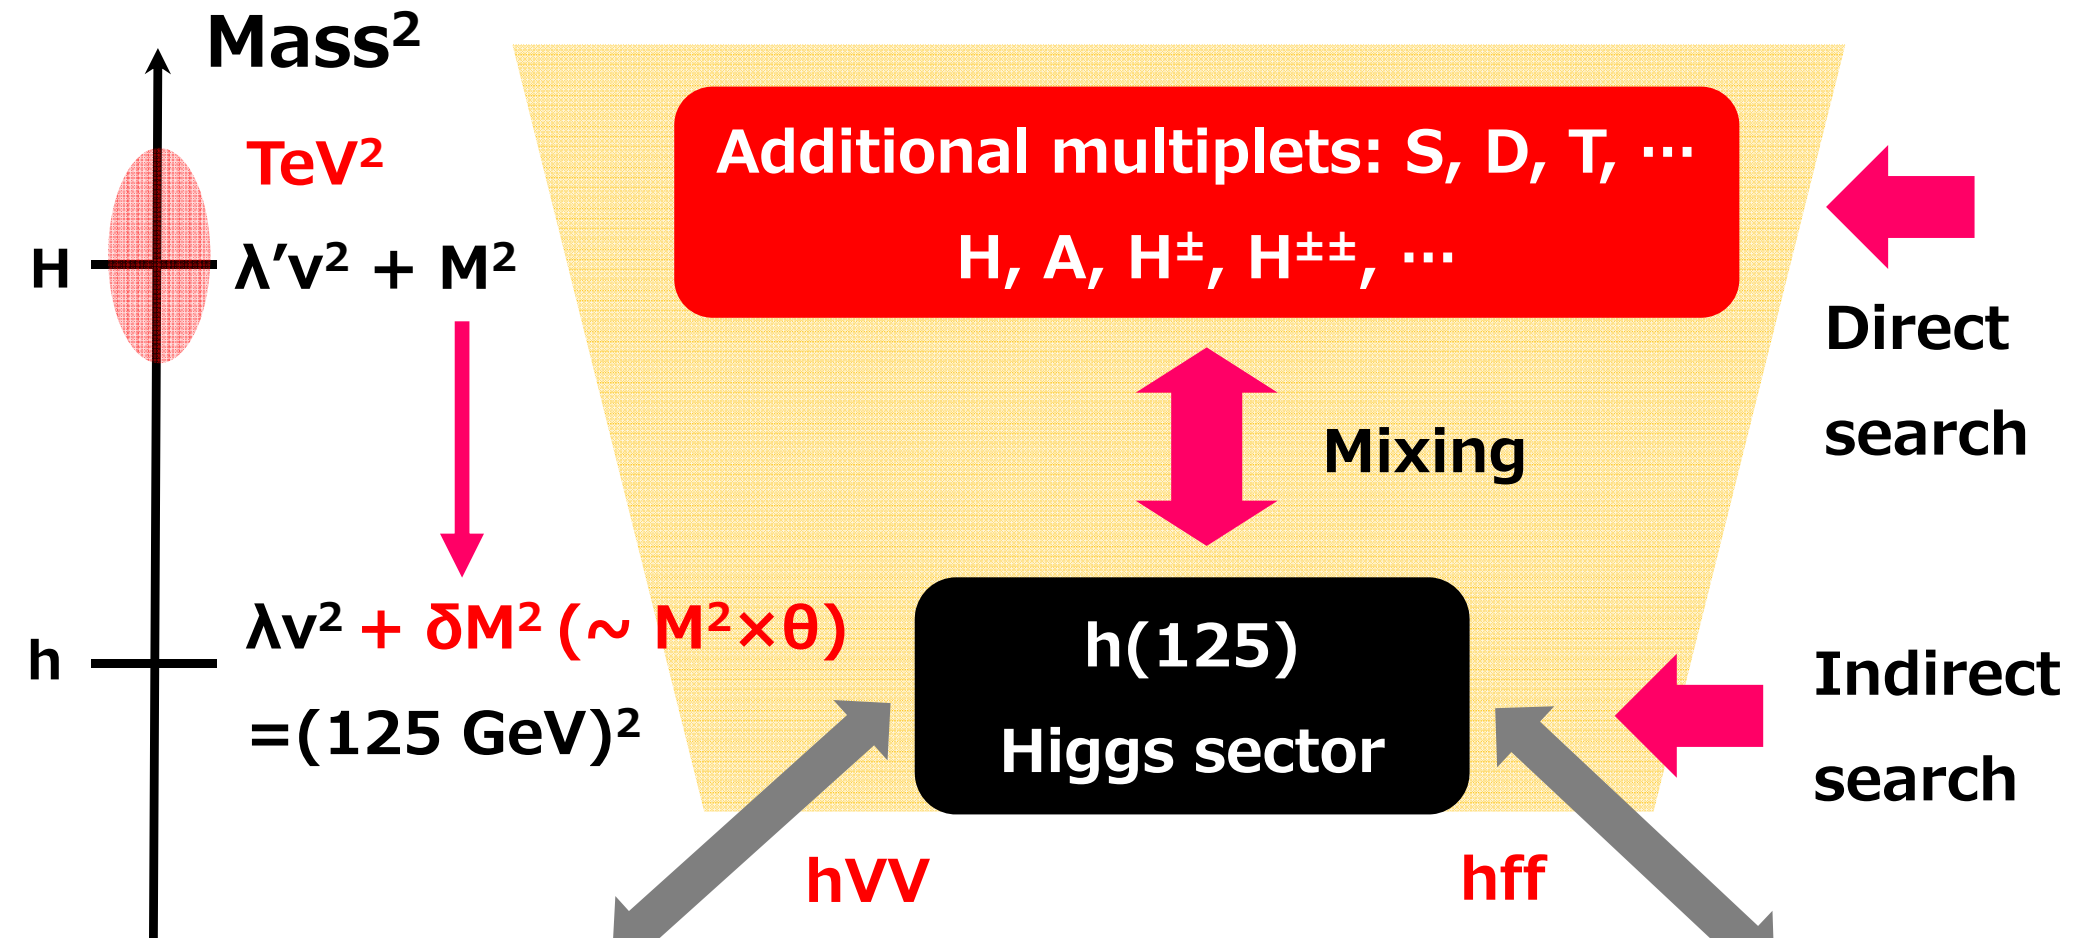 Mass²
TeV²
H
λ′v² + M²
λv² + δM² (~ M²×θ)
h
=(125 GeV)²
Additional multiplets: S, D, T, ⋯
H, A, H±, H±±, ⋯
Mixing
h(125)
Higgs sector
hVV
hff
Direct
search
Indirect
search